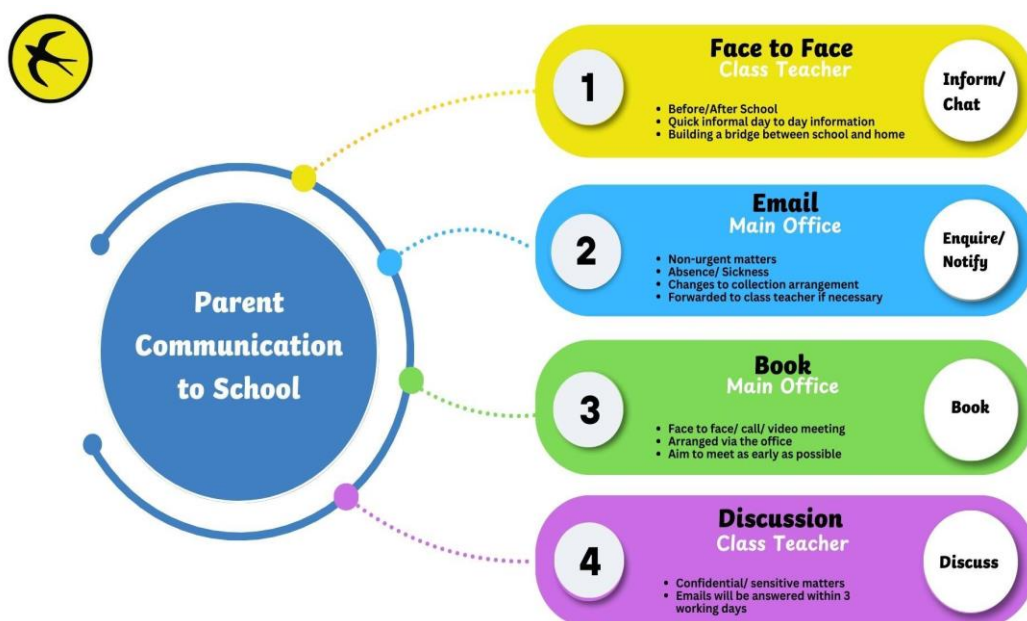 Parent
Communication
to School
1
Face to Face
Class Teacher
Before/After School
Quick informal day to day information
Building a bridge between school and home
Inform/
Chat
2
Email
Main Office
Non-urgent matters
Absence/ Sickness
Changes to collection arrangement
Forwarded to class teacher if necessary
Enquire/
Notify
3
Book
Main Office
Face to face/ call/ video meeting
Arranged via the office
Aim to meet as early as possible
Book
4
Discussion
Class Teacher
Confidential/ sensitive matters
Emails will be answered within 3
working days
Discuss